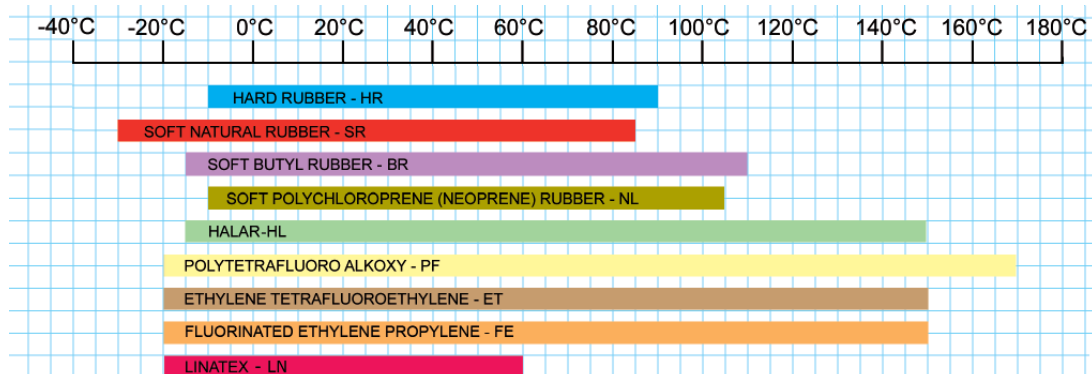 -40°C -20°C 0°C 20°C 40°C 60°C 80°C 100°C 120°C 140°C 160°C 180°C
HARD RUBBER - HR
SOFT NATURAL RUBBER - SR
SOFT BUTYL RUBBER - BR
SOFT POLYCHLOROPRENE (NEOPRENE) RUBBER - NL
HALAR-HL
POLYTETRAFLUORO ALKOXY - PF
ETHYLENE TETRAFLUOROETHYLENE - ET
FLUORINATED ETHYLENE PROPYLENE - FE
LINATEX - LN